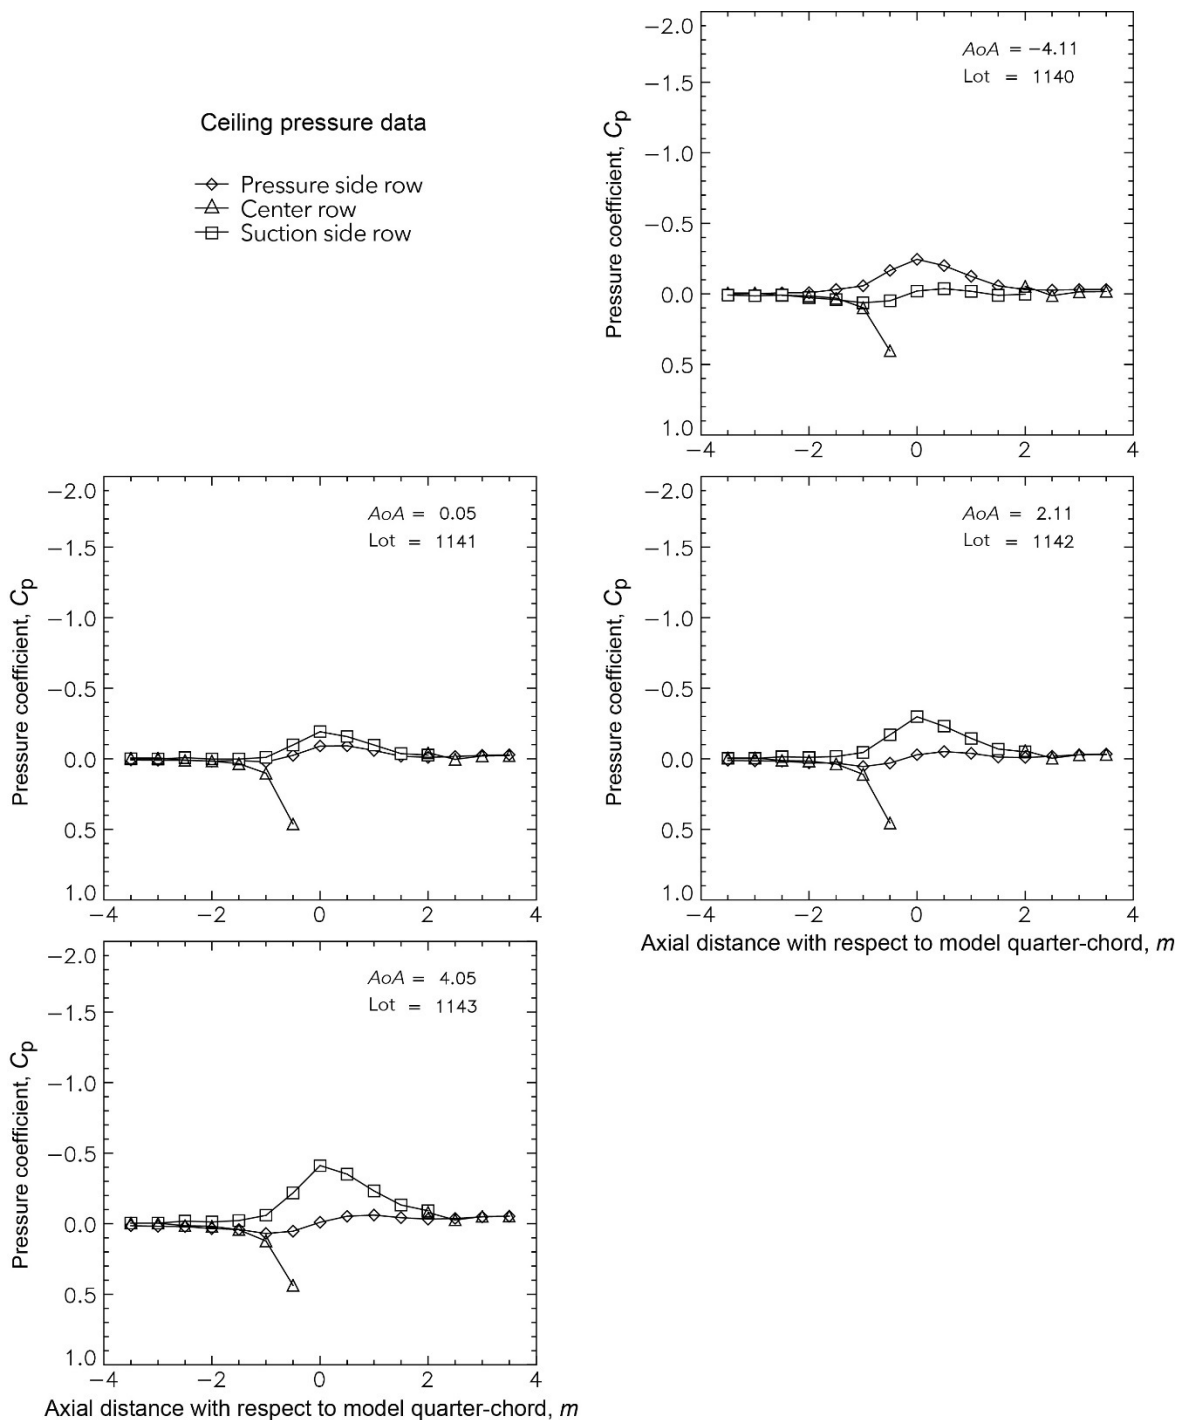 Ceiling pressure data
Pressure side row
Center row
Suction side row
AoA = −4.11
Lot = 1140
Pressure coefficient, Cp
−2.0
−1.5
−1.0
−0.5
0.0
0.5
1.0
−4 −2 0 2 4
AoA = 0.05
Lot = 1141
Pressure coefficient, Cp
−2.0
−1.5
−1.0
−0.5
0.0
0.5
1.0
−4 −2 0 2 4
AoA = 2.11
Lot = 1142
Pressure coefficient, Cp
−2.0
−1.5
−1.0
−0.5
0.0
0.5
1.0
−4 −2 0 2 4
Axial distance with respect to model quarter-chord, m
AoA = 4.05
Lot = 1143
Pressure coefficient, Cp
−2.0
−1.5
−1.0
−0.5
0.0
0.5
1.0
−4 −2 0 2 4
Axial distance with respect to model quarter-chord, m